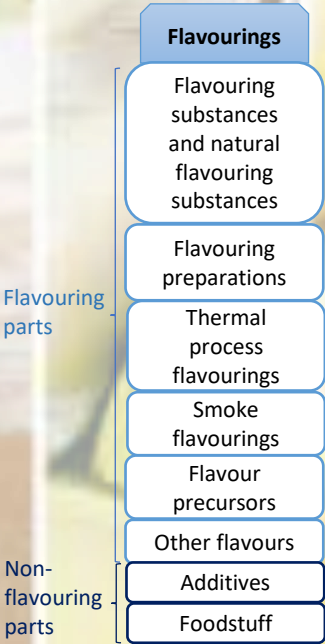 Flavourings
Flavouring
substances
and natural
flavouring
substances
Flavouring
preparations
Flavouring
parts
Thermal
process
flavourings
Smoke
flavourings
Flavour
precursors
Other flavours
Non-
flavouring
parts
Additives
Foodstuff